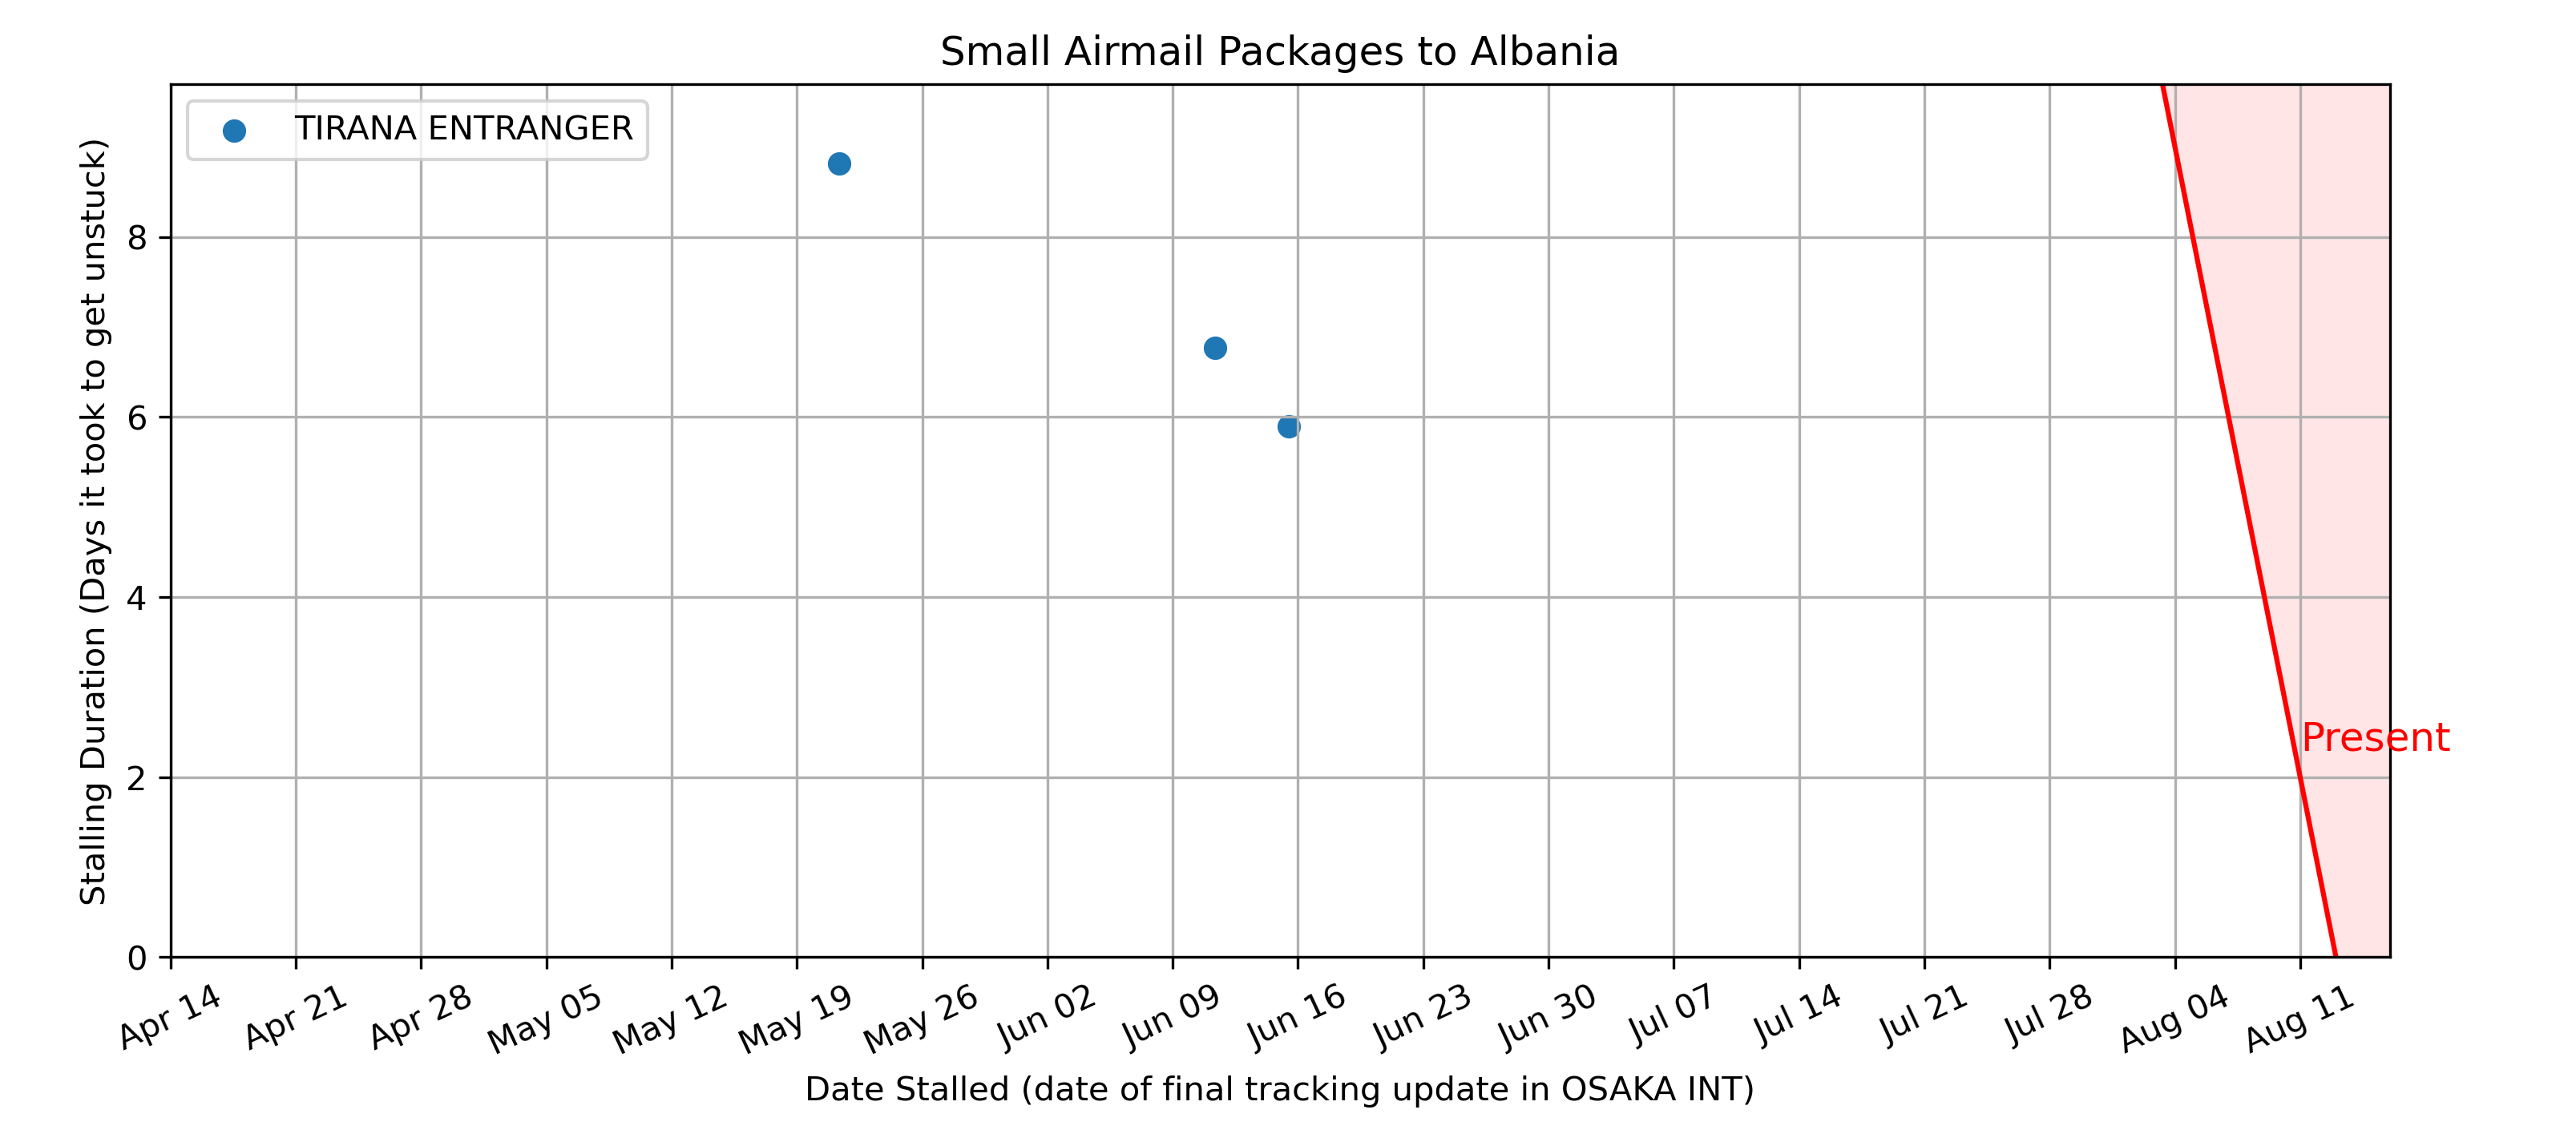 Small Airmail Packages to Albania
TIRANA ENTRANGER
Stalling Duration (Days it took to get unstuck)
8
6
4
2
0
Present
Apr 14
Apr 21
Apr 28
May 05
May 12
May 19
May 26
Jun 02
Jun 09
Jun 16
Jun 23
Jun 30
Jul 07
Jul 14
Jul 21
Jul 28
Aug 04
Aug 11
Date Stalled (date of final tracking update in OSAKA INT)